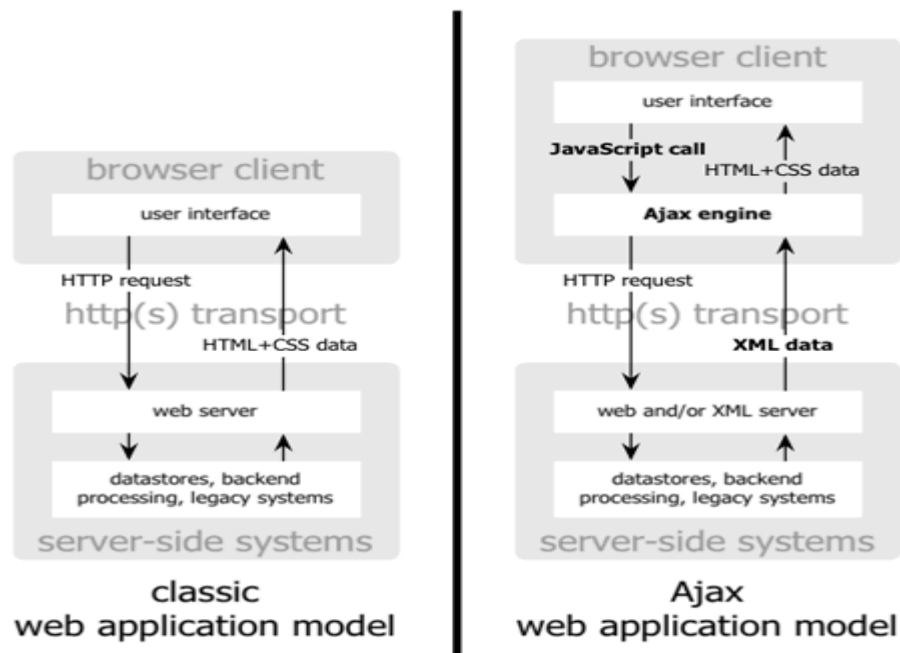 browser client
user interface
HTTP request
http(s) transport
HTML+CSS data
web server
datastores, backend
processing, legacy systems
server-side systems
classic
web application model
browser client
user interface
JavaScript call
HTML+CSS data
Ajax engine
HTTP request
http(s) transport
XML data
web and/or XML server
datastores, backend
processing, legacy systems
server-side systems
Ajax
web application model